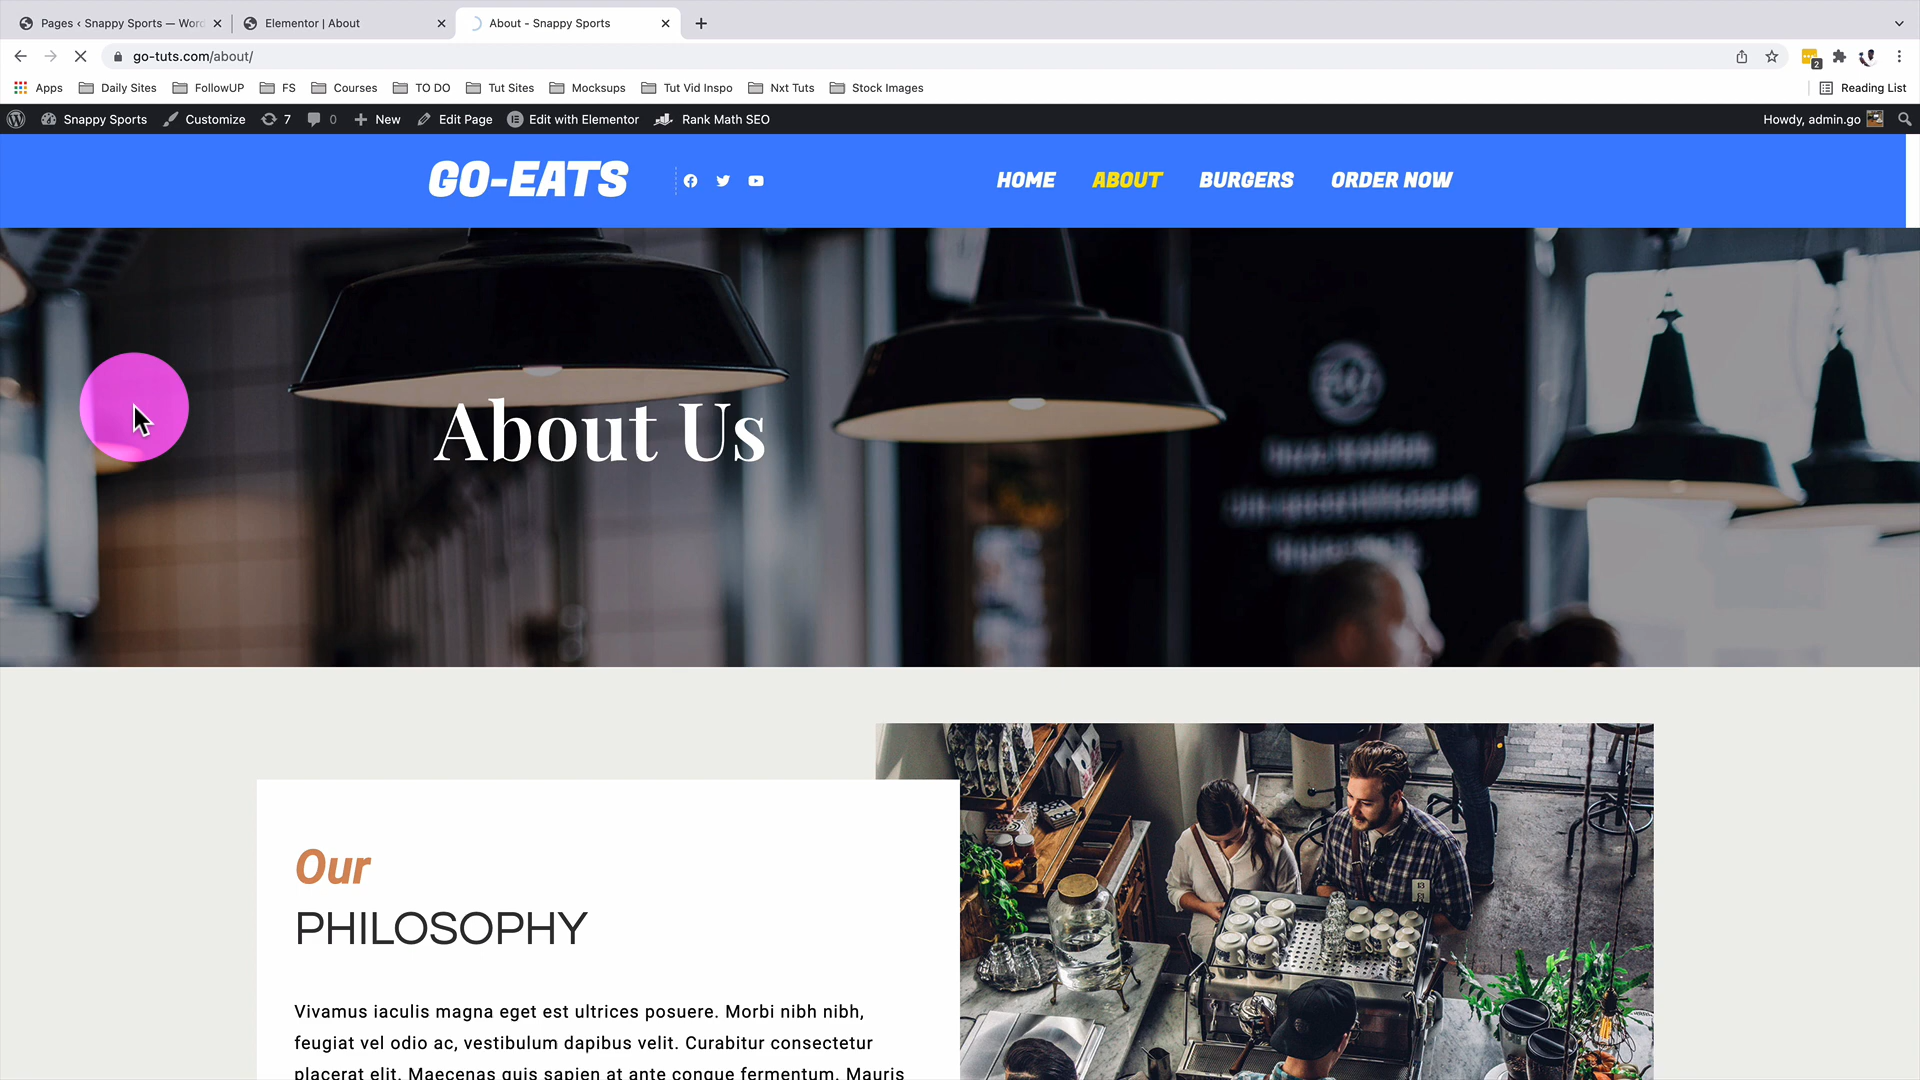 Pages ‹ Snappy Sports — Wor
Elementor | About
About - Snappy Sports
go-tuts.com/about/
2
Apps
Daily Sites
FollowUP
FS
Courses
TO DO
Tut Sites
Mocksups
Tut Vid Inspo
Nxt Tuts
Stock Images
Reading List
Snappy Sports
Customize
7
0
New
Edit Page
Edit with Elementor
Rank Math SEO
Howdy, admin.go
GO-EATS
HOME
ABOUT
BURGERS
ORDER NOW
About Us
Our
PHILOSOPHY
Vivamus iaculis magna eget est ultrices posuere. Morbi nibh nibh,
feugiat vel odio ac, vestibulum dapibus velit. Curabitur consectetur
placerat elit. Maecenas quis sapien at ante congue fermentum. Mauris